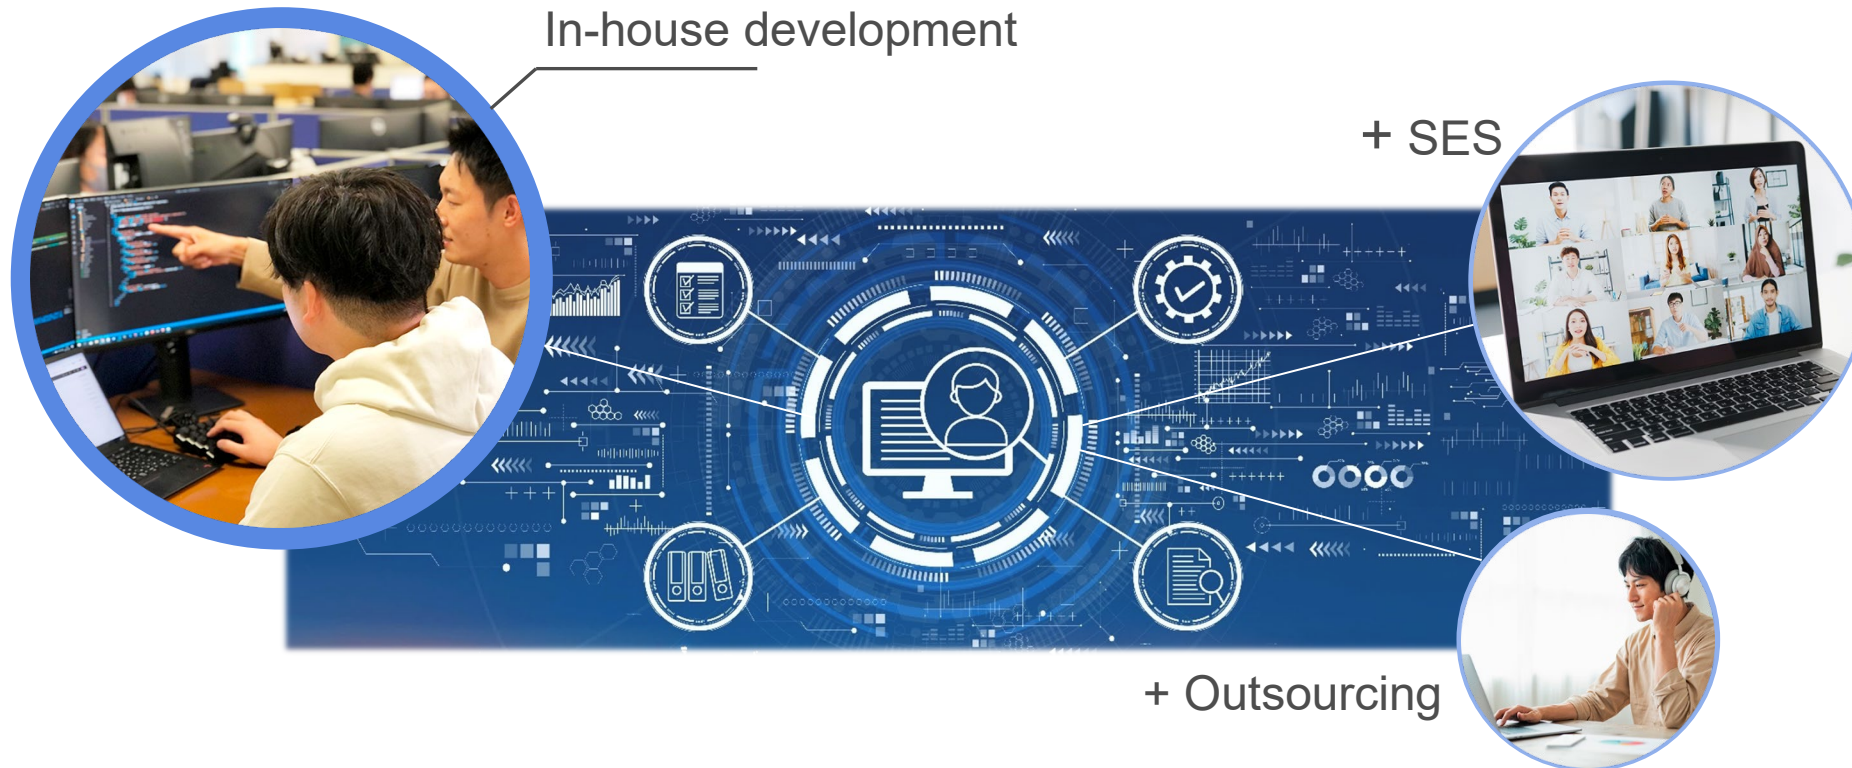 In-house development
+ SES
+ Outsourcing